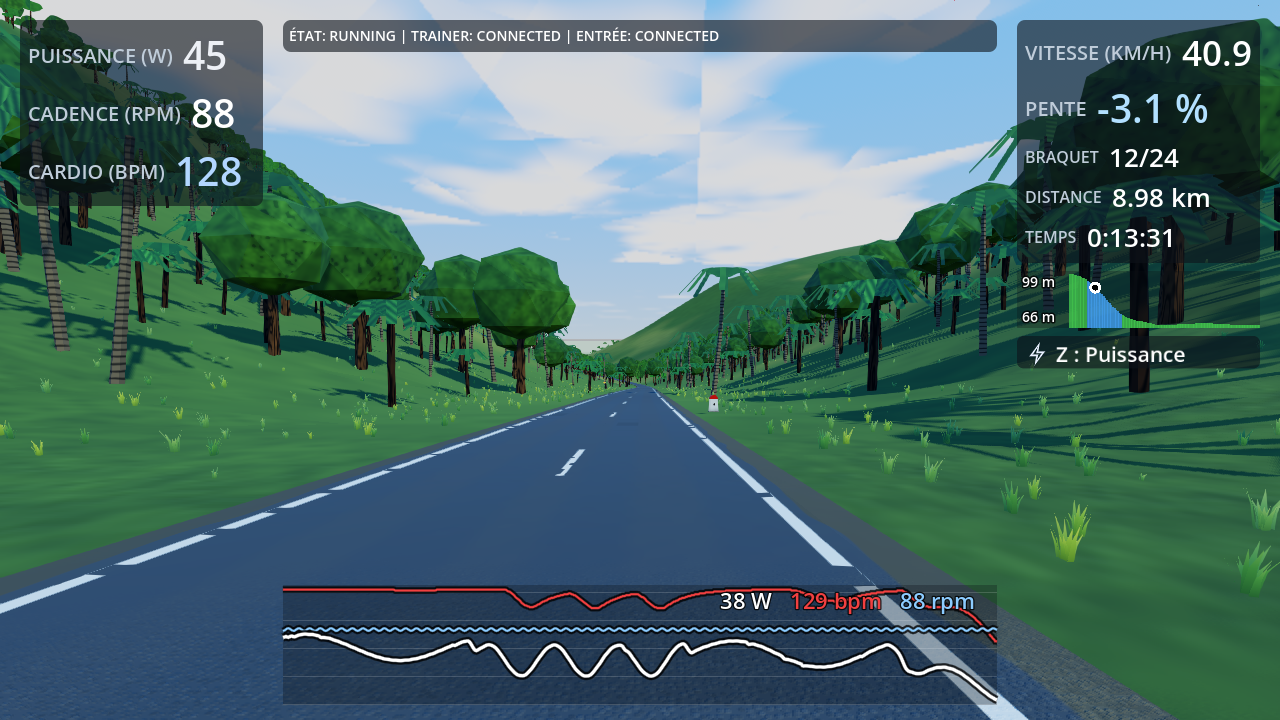 PUISSANCE (W) 45
CADENCE (RPM) 88
CARDIO (BPM) 128
ÉTAT: RUNNING | TRAINER: CONNECTED | ENTRÉE: CONNECTED
VITESSE (KM/H) 40.9
PENTE -3.1 %
BRAQUET 12/24
DISTANCE 8.98 km
TEMPS 0:13:31
99 m
66 m
Z : Puissance
38 W 129 bpm 88 rpm